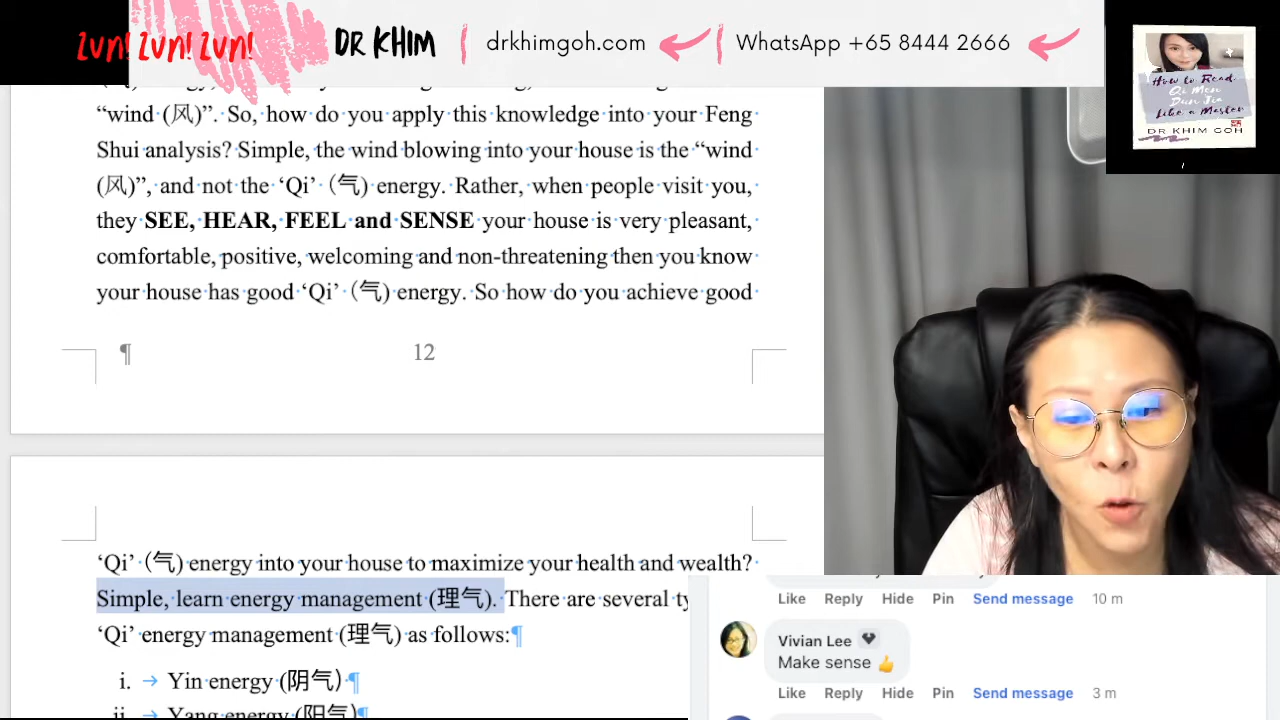 zun! zun! zun!
DR KHIM
drkhimgoh.com
WhatsApp +65 8444 2666
How to Read
Qi Men
Dun Jia
Like a Master
DR KHIM GOH
“wind (风)”. So, how do you apply this knowledge into your Feng
Shui analysis? Simple, the wind blowing into your house is the “wind
(风)”, and not the ‘Qi’ (气) energy. Rather, when people visit you,
they SEE, HEAR, FEEL and SENSE your house is very pleasant,
comfortable, positive, welcoming and non-threatening then you know
your house has good ‘Qi’ (气) energy. So how do you achieve good
12
‘Qi’ (气) energy into your house to maximize your health and wealth?
Simple, learn energy management (理气). There are several ty
‘Qi’ energy management (理气) as follows:
i. Yin energy (阴气)
ii. Yang energy (阳气)
Like Reply Hide Pin Send message 10 m
Vivian Lee
Make sense 👍
Like Reply Hide Pin Send message 3 m